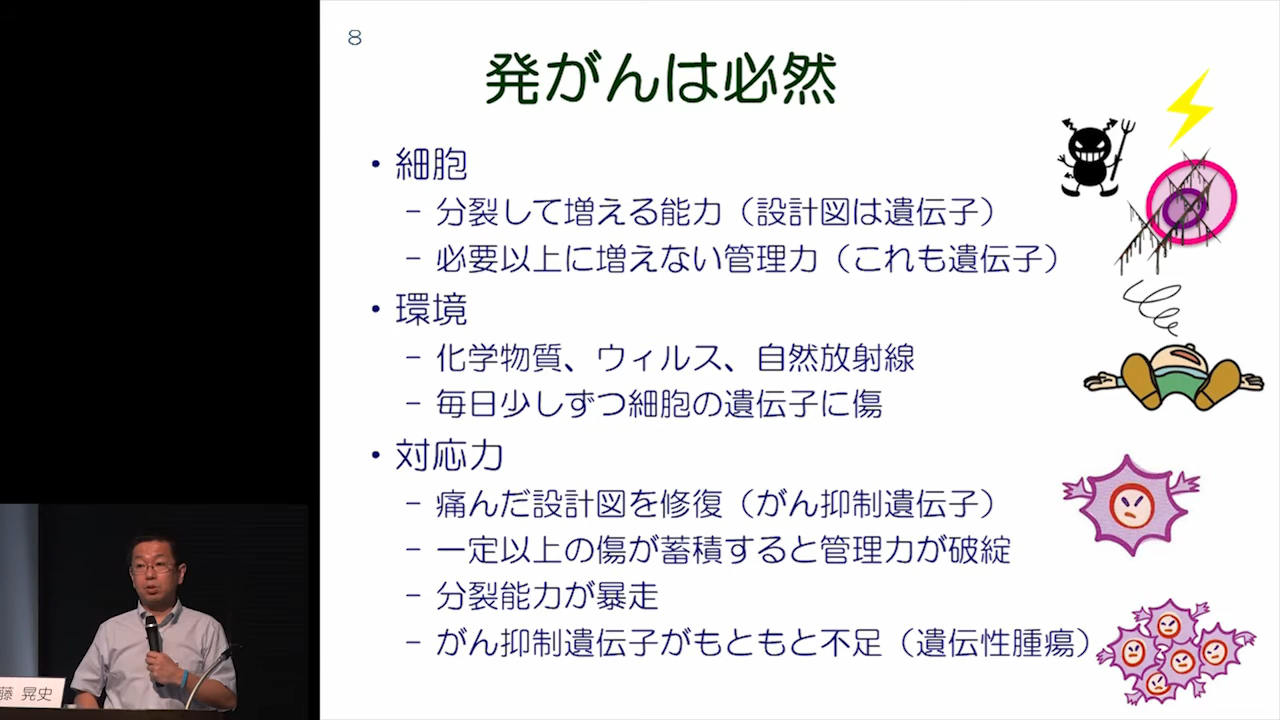 8
発がんは必然
・細胞
– 分裂して増える能力（設計図は遺伝子）
– 必要以上に増えない管理力（これも遺伝子）
・環境
– 化学物質、ウィルス、自然放射線
– 毎日少しずつ細胞の遺伝子に傷
・対応力
– 痛んだ設計図を修復（がん抑制遺伝子）
– 一定以上の傷が蓄積すると管理力が破綻
– 分裂能力が暴走
– がん抑制遺伝子がもともと不足（遺伝性腫瘍）
藤 晃史